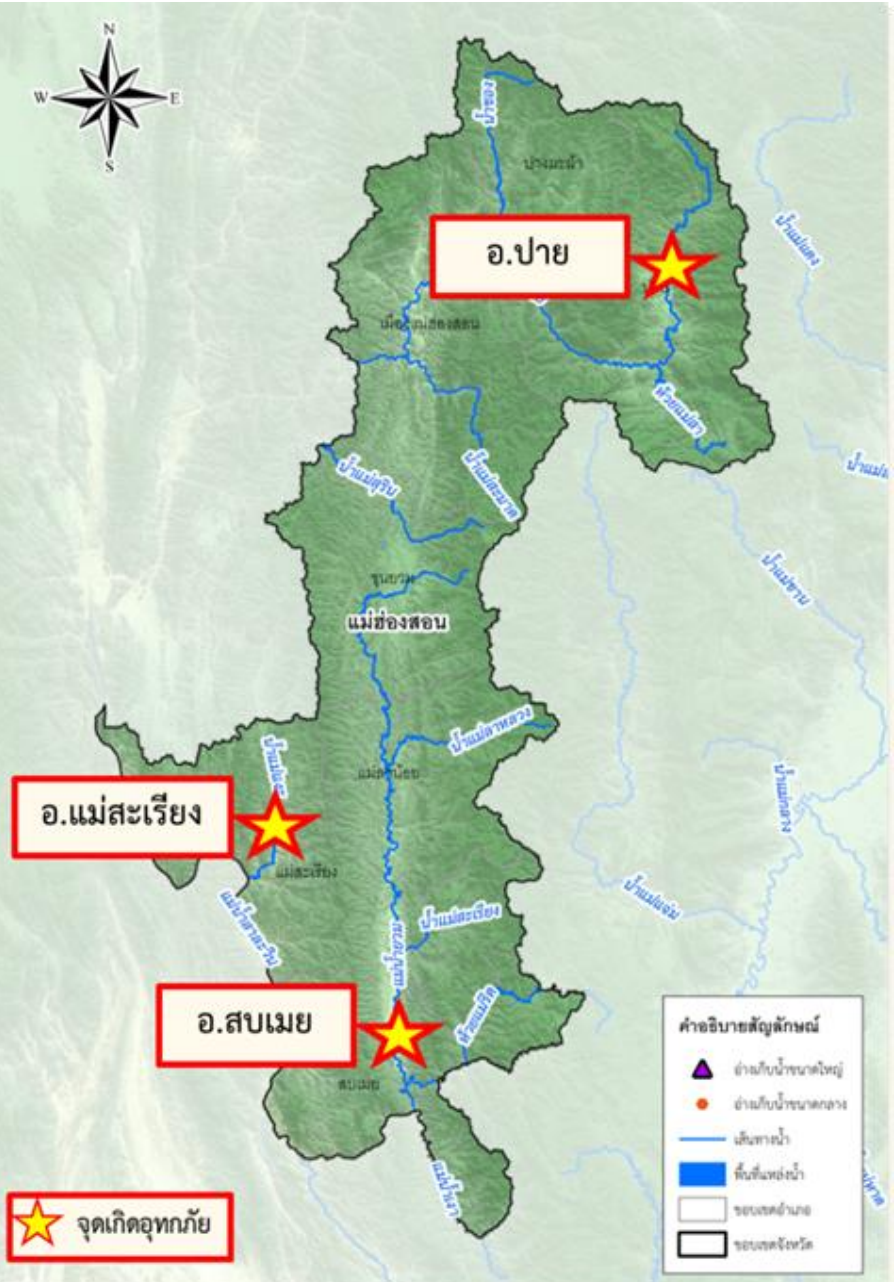 N
W
E
S
น้ำของ
ปางมะผ้า
น้ำแม่แตง
อ.ปาย
เมืองแม่ฮ่องสอน
ห้วยแม่ลา
น้ำแม่สุริน
น้ำแม่สะมาด
น้ำแม่ขาน
ขุนยวม
แม่ฮ่องสอน
น้ำแม่ลาหลวง
แม่ลาน้อย
น้ำแม่กลาง
อ.แม่สะเรียง
แม่สะเรียง
น้ำแม่แจ่ม
แม่น้ำสาละวิน
น้ำแม่สะเรียง
แม่น้ำยวม
ห้วยแม่ริด
อ.สบเมย
สบเมย
แม่น้ำเงา
คำอธิบายสัญลักษณ์
อ่างเก็บน้ำขนาดใหญ่
อ่างเก็บน้ำขนาดกลาง
เส้นทางน้ำ
พื้นที่แหล่งน้ำ
ขอบเขตอำเภอ
ขอบเขตจังหวัด
จุดเกิดอุทกภัย